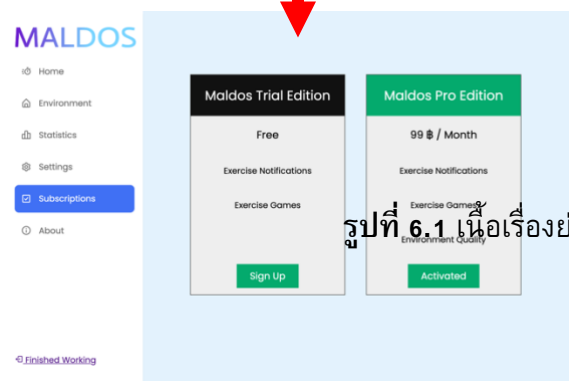 MALDOS
Home
Environment
Statistics
Settings
Subscriptions
About
Finished Working
Maldos Trial Edition
Free
Exercise Notifications
Exercise Games
Sign Up
Maldos Pro Edition
99 ฿ / Month
Exercise Notifications
Exercise Games
Environment Quality
Activated
รูปที่ 6.1 เนื้อเรื่องย่